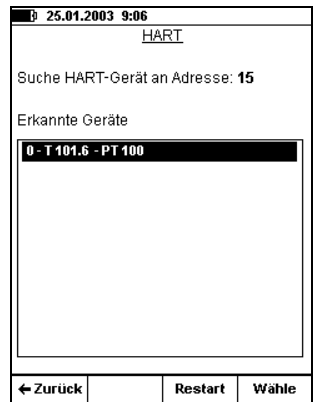 25.01.2003 9:06
HART
Suche HART-Gerät an Adresse: 15
Erkannte Geräte
0 - T 101.6 - PT 100
←Zurück Restart Wähle